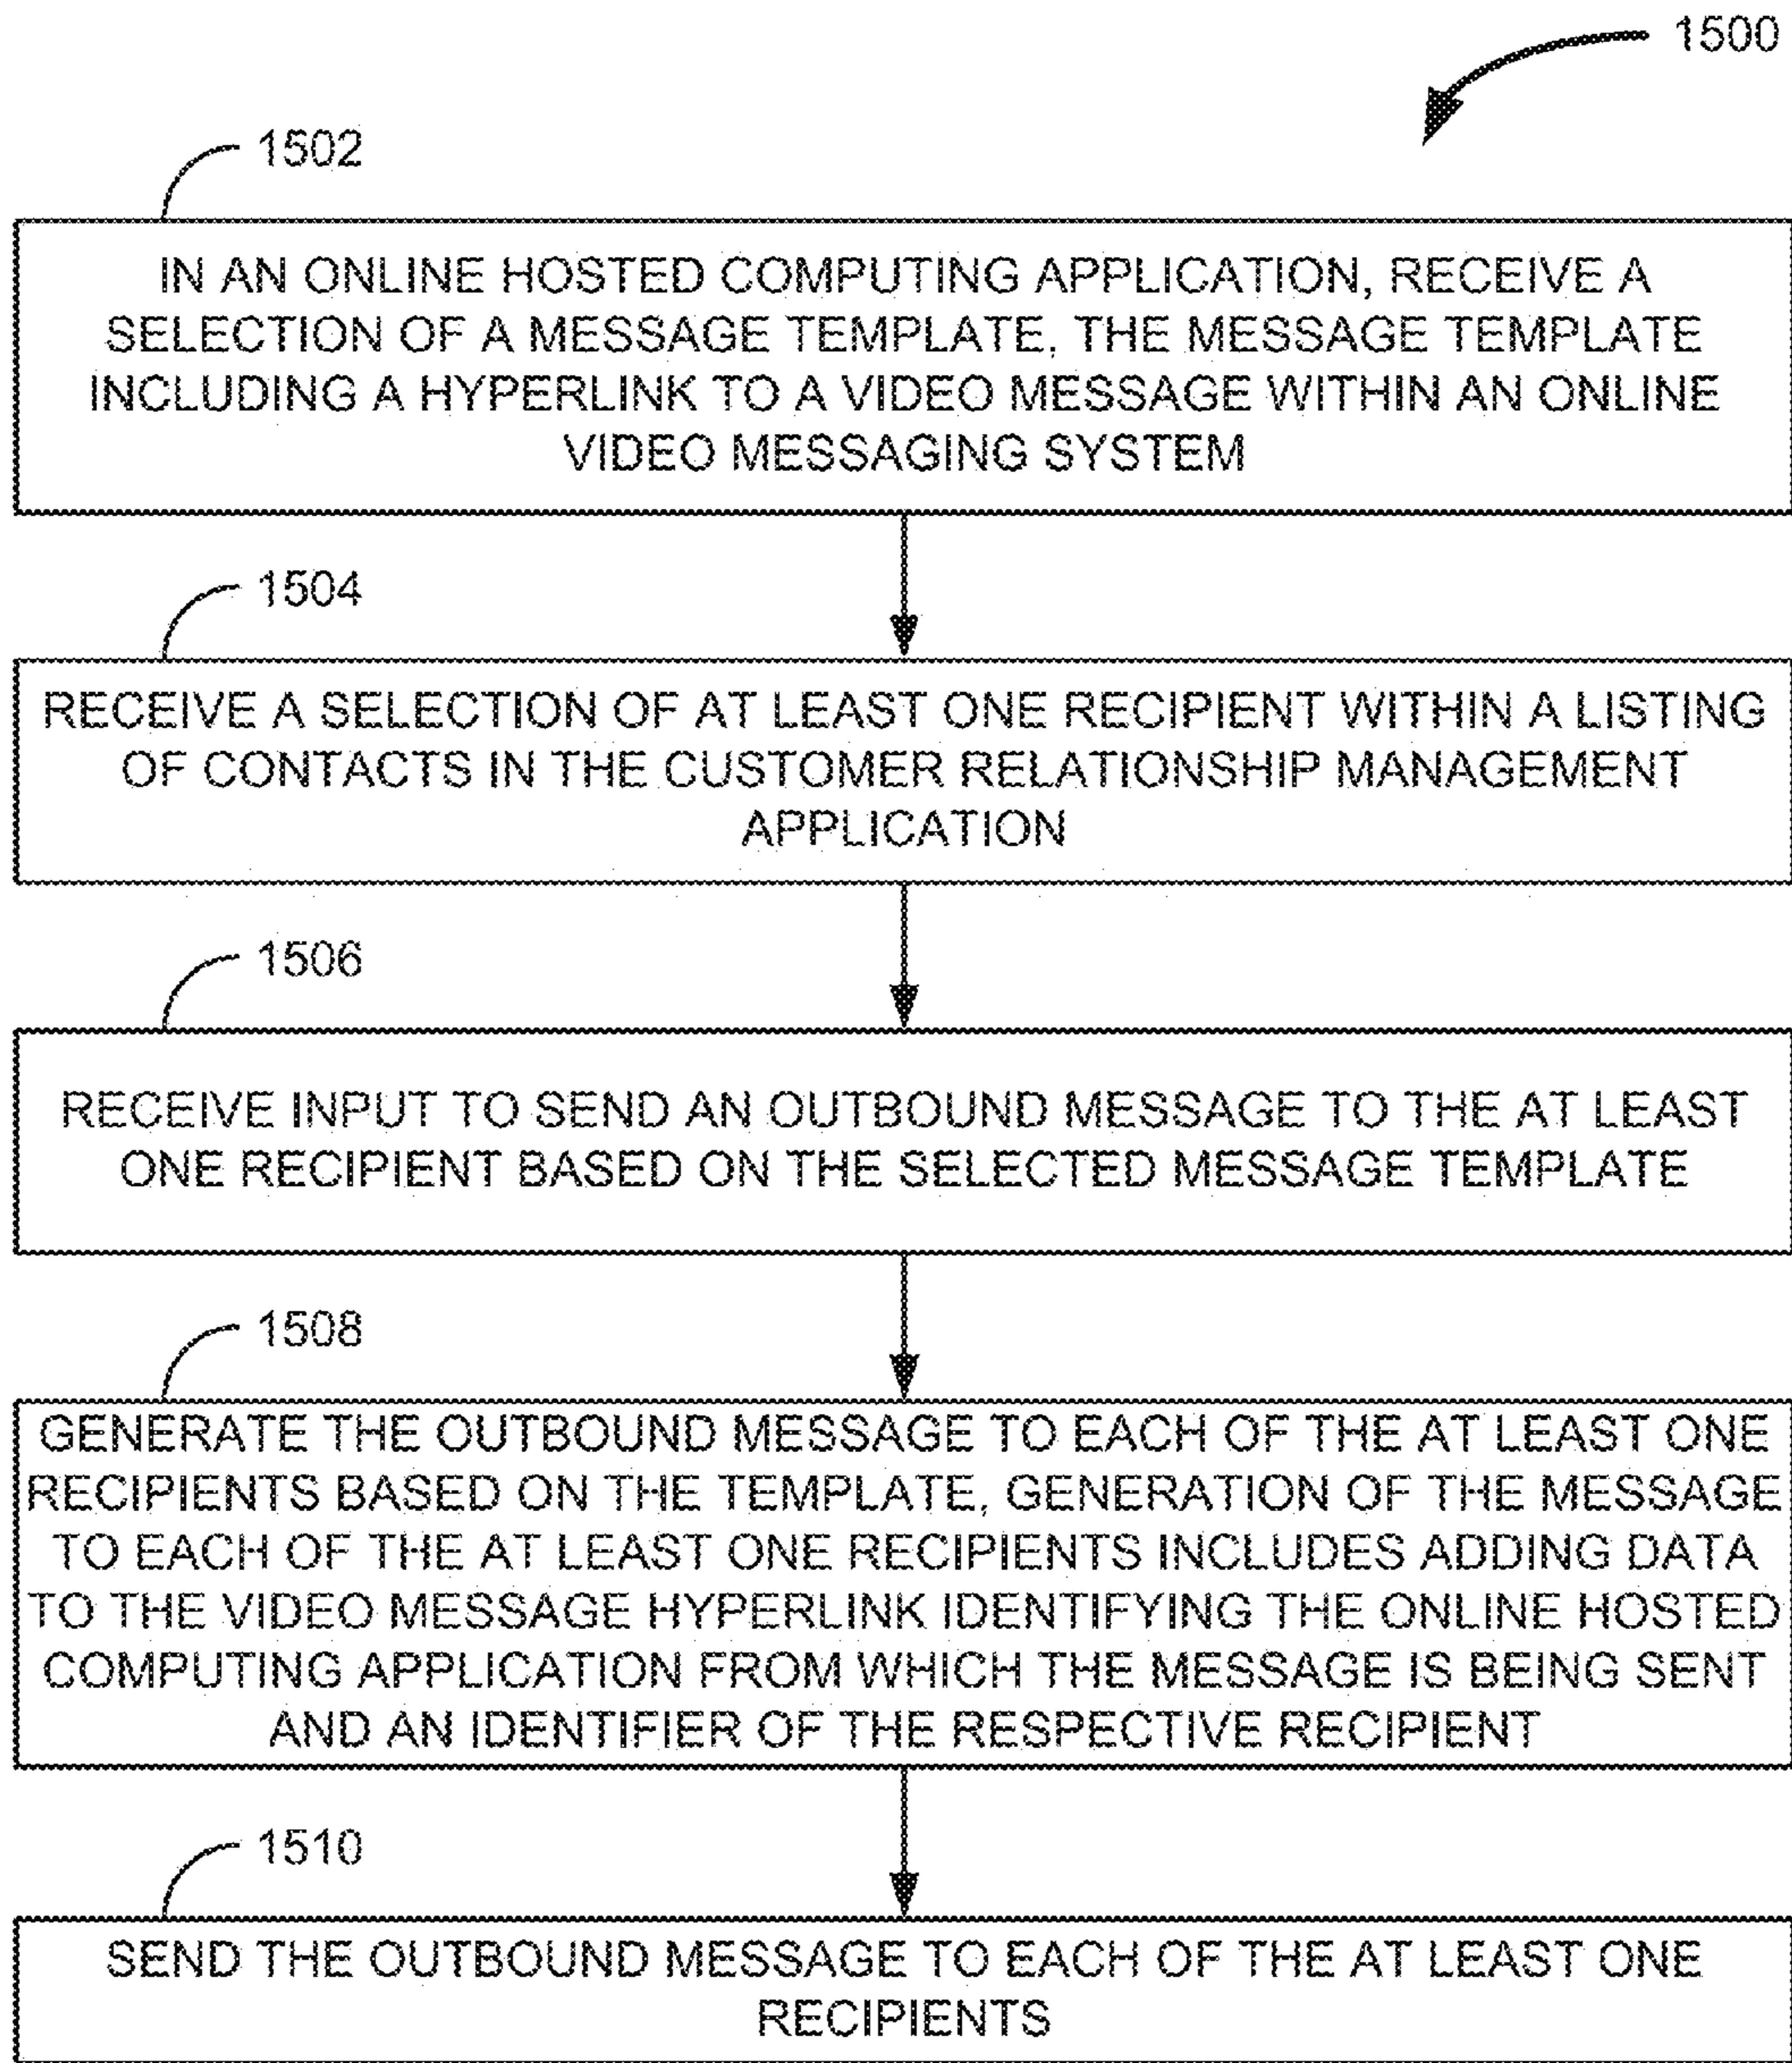 1500
1502
IN AN ONLINE HOSTED COMPUTING APPLICATION, RECEIVE A
SELECTION OF A MESSAGE TEMPLATE, THE MESSAGE TEMPLATE
INCLUDING A HYPERLINK TO A VIDEO MESSAGE WITHIN AN ONLINE
VIDEO MESSAGING SYSTEM
1504
RECEIVE A SELECTION OF AT LEAST ONE RECIPIENT WITHIN A LISTING
OF CONTACTS IN THE CUSTOMER RELATIONSHIP MANAGEMENT
APPLICATION
1506
RECEIVE INPUT TO SEND AN OUTBOUND MESSAGE TO THE AT LEAST
ONE RECIPIENT BASED ON THE SELECTED MESSAGE TEMPLATE
1508
GENERATE THE OUTBOUND MESSAGE TO EACH OF THE AT LEAST ONE
RECIPIENTS BASED ON THE TEMPLATE, GENERATION OF THE MESSAGE
TO EACH OF THE AT LEAST ONE RECIPIENTS INCLUDES ADDING DATA
TO THE VIDEO MESSAGE HYPERLINK IDENTIFYING THE ONLINE HOSTED
COMPUTING APPLICATION FROM WHICH THE MESSAGE IS BEING SENT
AND AN IDENTIFIER OF THE RESPECTIVE RECIPIENT
1510
SEND THE OUTBOUND MESSAGE TO EACH OF THE AT LEAST ONE
RECIPIENTS